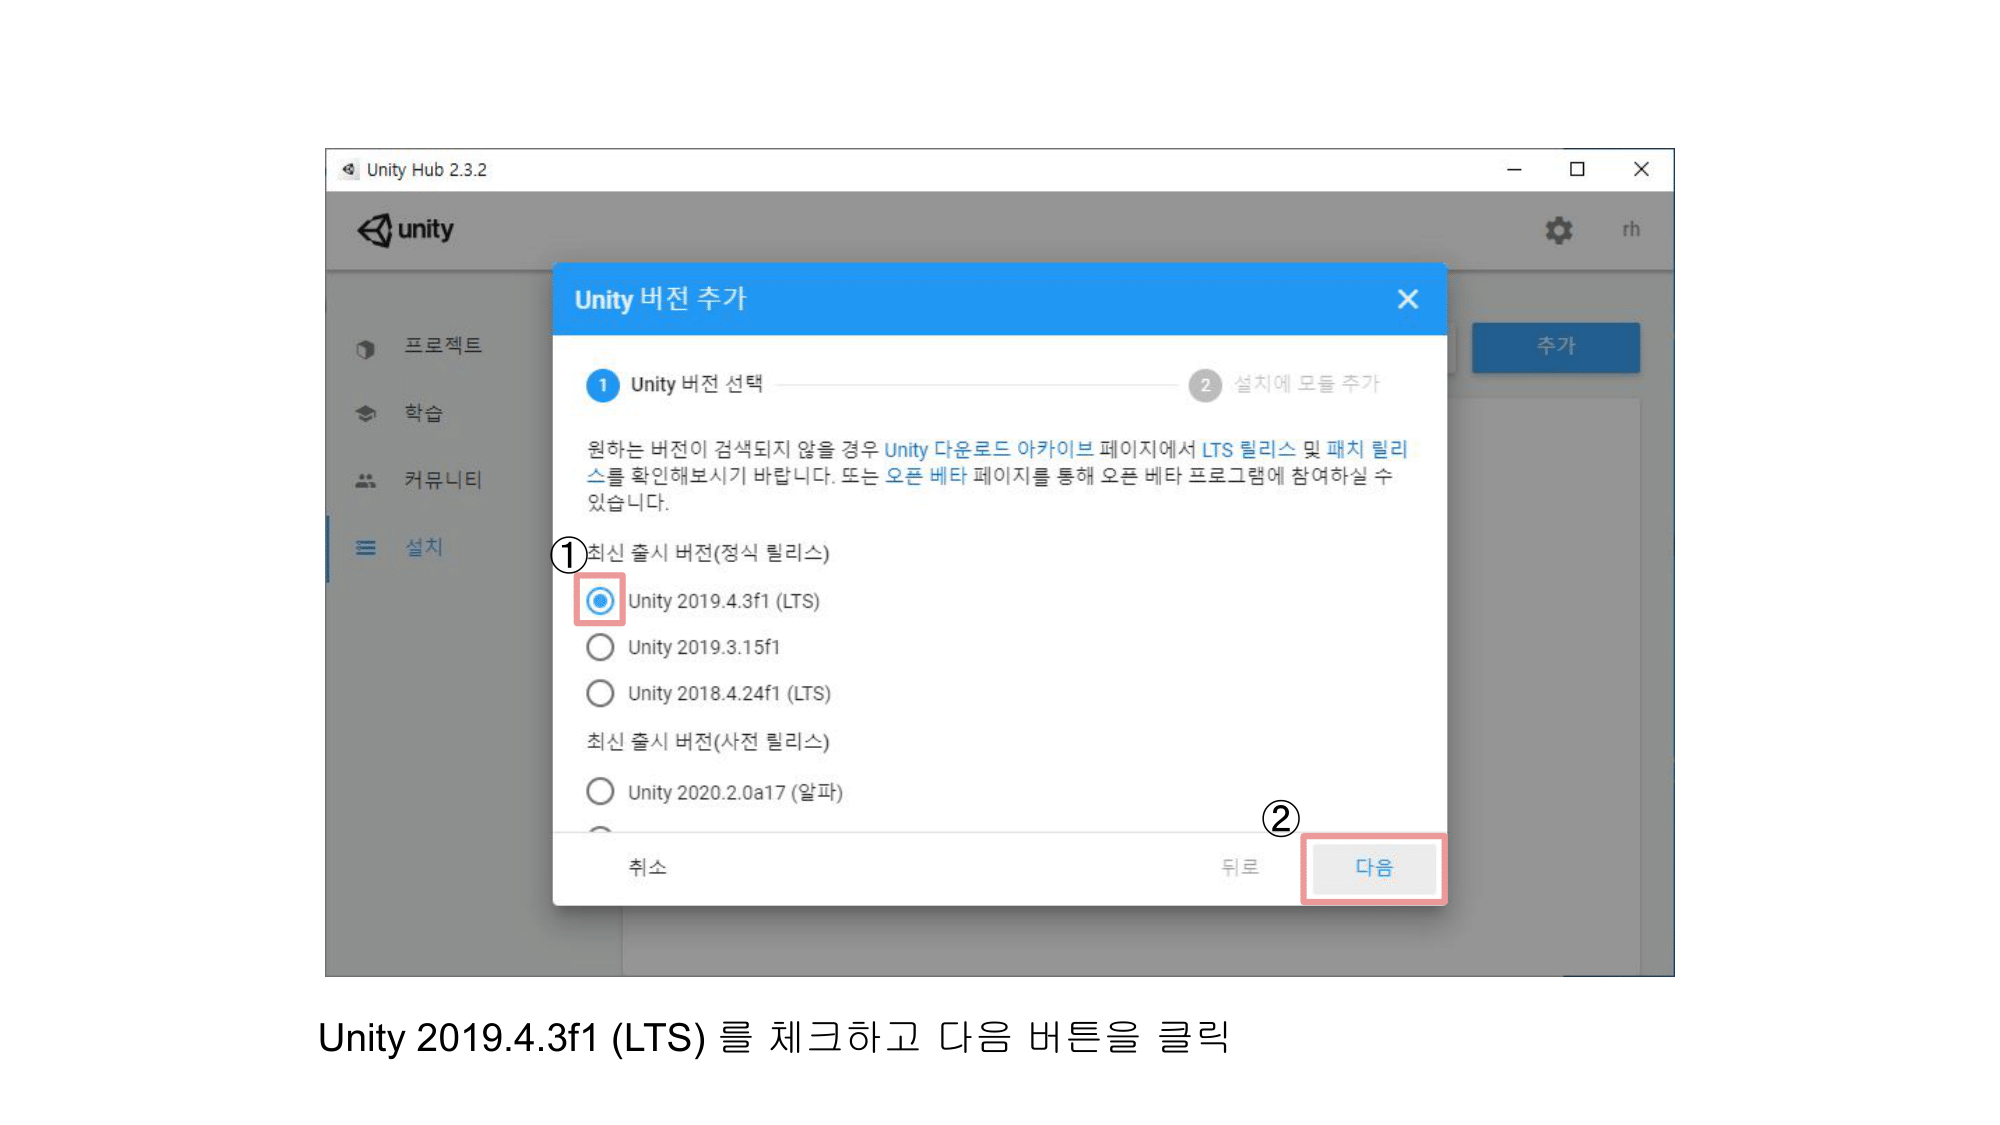 Unity Hub 2.3.2
unity
rh
Unity 버전 추가
프로젝트
추가
1 Unity 버전 선택
2 설치에 모듈 추가
학습
원하는 버전이 검색되지 않을 경우 Unity 다운로드 아카이브 페이지에서 LTS 릴리스 및 패치 릴리
스를 확인해보시기 바랍니다. 또는 오픈 베타 페이지를 통해 오픈 베타 프로그램에 참여하실 수
있습니다.
커뮤니티
설치
① 최신 출시 버전(정식 릴리스)
Unity 2019.4.3f1 (LTS)
Unity 2019.3.15f1
Unity 2018.4.24f1 (LTS)
최신 출시 버전(사전 릴리스)
Unity 2020.2.0a17 (알파)
②
취소
뒤로
다음
Unity 2019.4.3f1 (LTS) 를 체크하고 다음 버튼을 클릭